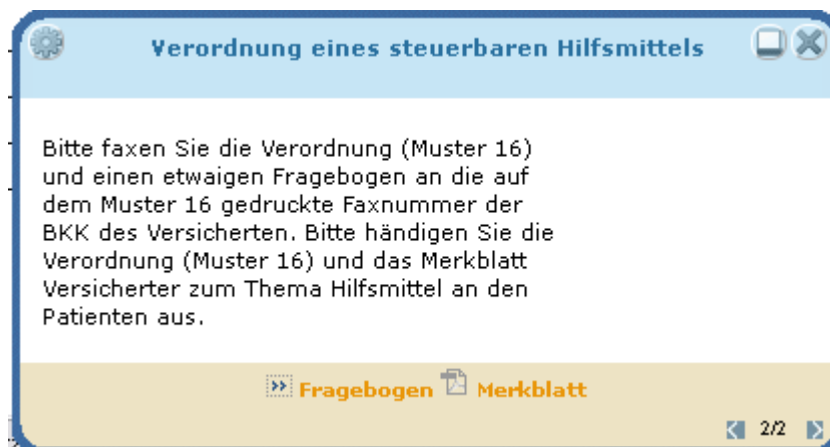 Verordnung eines steuerbaren Hilfsmittels
Bitte faxen Sie die Verordnung (Muster 16)
und einen etwaigen Fragebogen an die auf
dem Muster 16 gedruckte Faxnummer der
BKK des Versicherten. Bitte händigen Sie die
Verordnung (Muster 16) und das Merkblatt
Versicherter zum Thema Hilfsmittel an den
Patienten aus.
Fragebogen Merkblatt
2/2